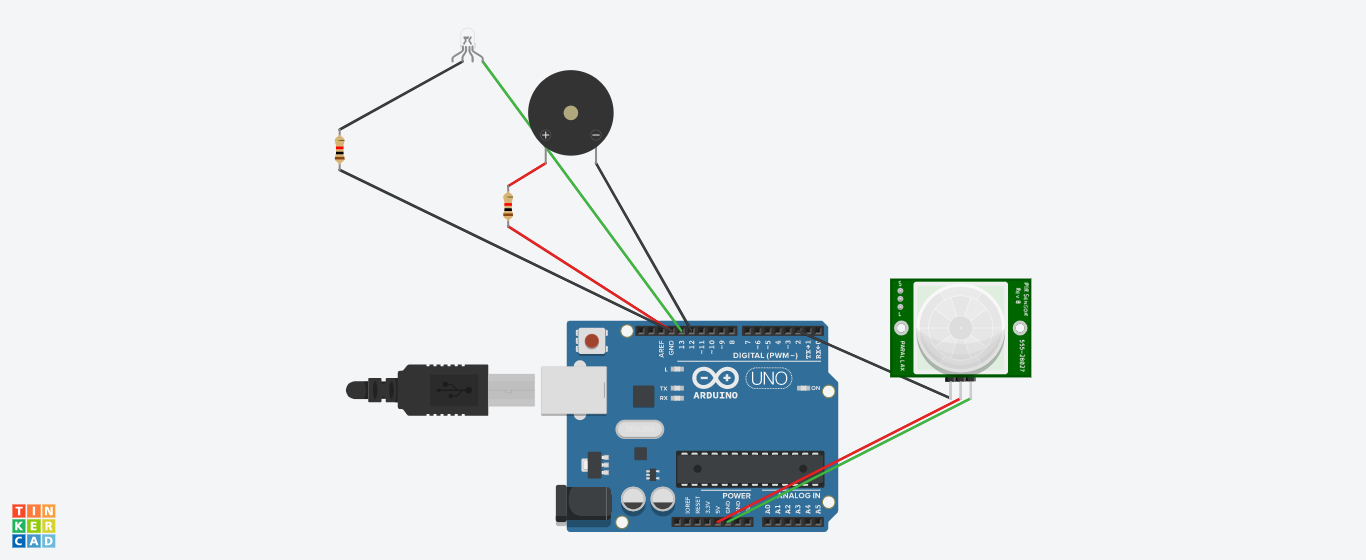 + −
PIR Sensor
Rev B
PARALLAX
555-28027
AREF
GND
13
12
~11
~10
~9
8
7
~6
~5
4
~3
2
TX→1
RX←0
DIGITAL (PWM~)
L
TX
RX
UNO
ARDUINO
ON
POWER
ANALOG IN
IOREF
RESET
3.3V
5V
GND
A0
A1
A2
A3
A4
A5
TIN
KER
CAD